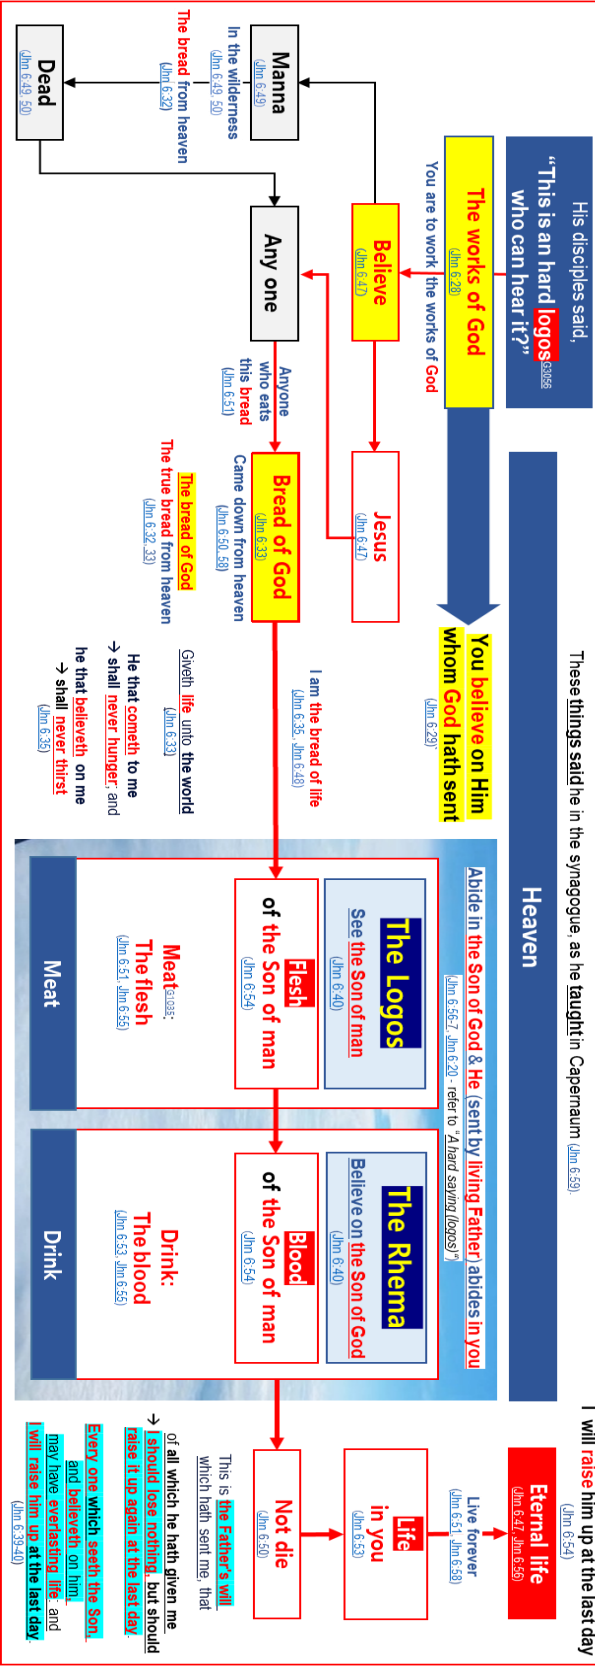 These things said he in the synagogue, as he taught in Capernaum (Jhn 6:59).
I will raise him up at the last day
(Jhn 6:54)
His disciples said,
“This is an hard logosG3056
who can hear it?”
Heaven
Eternal life
(Jhn 6:47, Jhn 6:56)
The works of God
(Jhn 6:28)
You are to work the works of God
You believe on Him
whom God hath sent
(Jhn 6:29)
Abide in the Son of God & He (sent by living Father) abides in you
(Jhn 6:56-7, Jhn 6:20 - refer to “A hard saying (logos)”)
Live forever
(Jhn 6:51, Jhn 6:58)
Believe
(Jhn 6:47)
Jesus
(Jhn 6:47)
The Logos
See the Son of man
(Jhn 6:40)
The Rhema
Believe on the Son of God
(Jhn 6:40)
Life
in you
(Jhn 6:53)
Manna
(Jhn 6:49)
In the wilderness
(Jhn 6:49, 50)
The bread from heaven
(Jhn 6:32)
Dead
(Jhn 6:49, 50)
Any one
Anyone
who eats
this bread
(Jhn 6:51)
Bread of God
(Jhn 6:33)
Came down from heaven
(Jhn 6:50, 58)
The bread of God
The true bread from heaven
(Jhn 6:32, 33)
I am the bread of life
(Jhn 6:35, Jhn 6:48)
Giveth life unto the world
(Jhn 6:33)
He that cometh to me
→ shall never hunger; and
he that believeth on me
→ shall never thirst
(Jhn 6:35)
Flesh
of the Son of man
(Jhn 6:54)
Blood
of the Son of man
(Jhn 6:54)
Not die
(Jhn 6:50)
MeatG1035:
The flesh
(Jhn 6:51, Jhn 6:55)
Drink:
The blood
(Jhn 6:53, Jhn 6:55)
Meat
Drink
This is the Father's will
which hath sent me, that
of all which he hath given me
→ I should lose nothing, but should
raise it up again at the last day.
Every one which seeth the Son,
and believeth on him,
may have everlasting life: and
I will raise him up at the last day.
(Jhn 6:39-40)